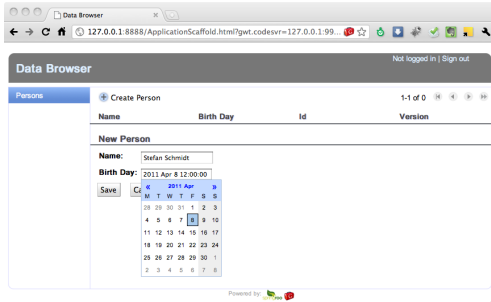 Data Browser
127.0.0.1:8888/ApplicationScaffold.html?gwt.codesvr=127.0.0.1:99...
Not logged in | Sign out
Data Browser
Persons
Create Person
1-1 of 0
Name Birth Day Id Version
New Person
Name: Stefan Schmidt
Birth Day: 2011 Apr 8 12:00:00
Save Ca
« 2011 Apr »
M T W T F S S
28 29 30 31 1 2 3
4 5 6 7 8 9 10
11 12 13 14 15 16 17
18 19 20 21 22 23 24
25 26 27 28 29 30 1
2 3 4 5 6 7 8
Powered by: